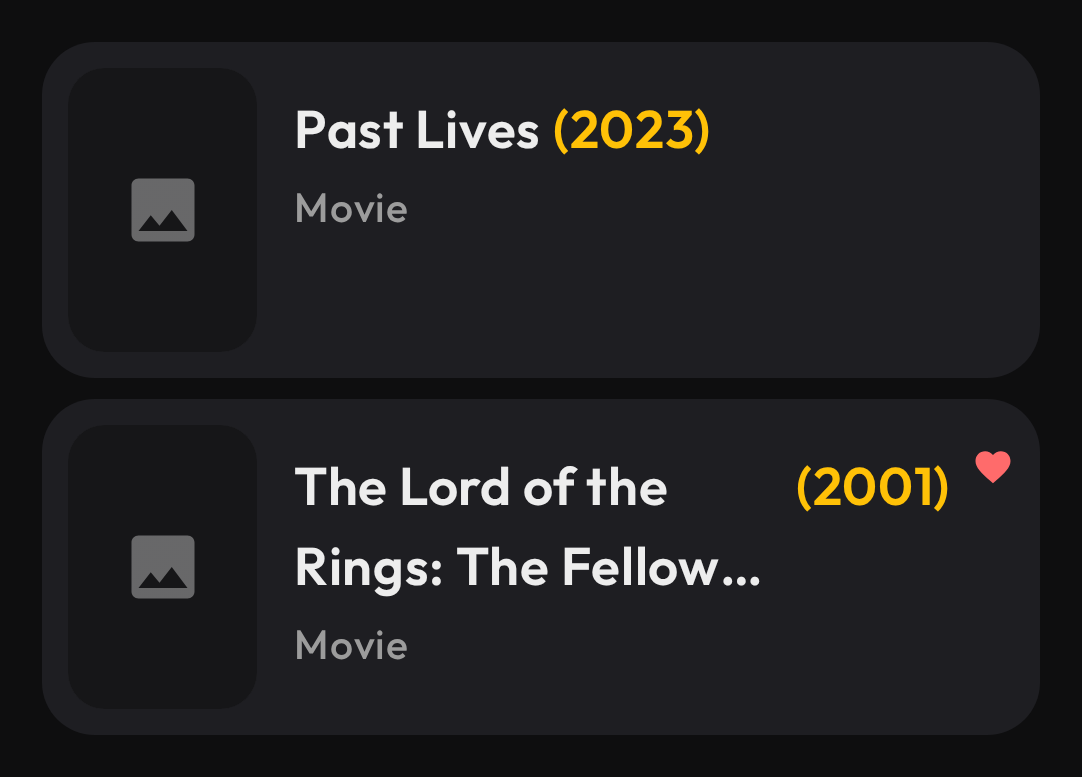 Past Lives (2023)
Movie
The Lord of the (2001)
Rings: The Fellow...
Movie